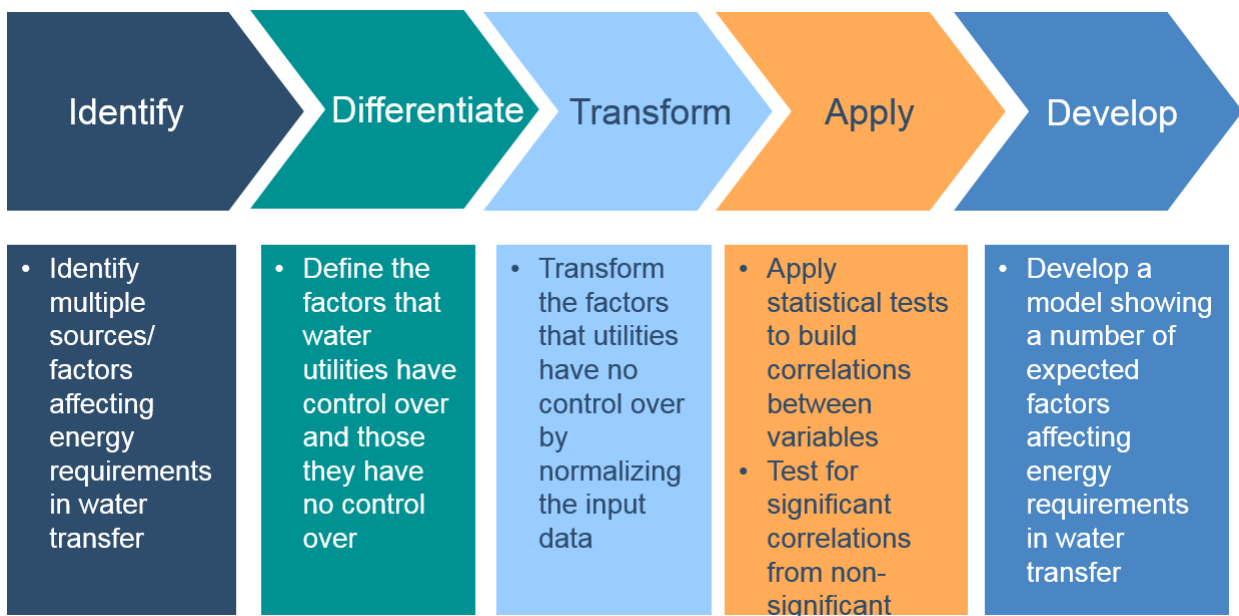 Identify
Differentiate
Transform
Apply
Develop
• Identify
multiple
sources/
factors
affecting
energy
requirements
in water
transfer
• Define the
factors that
water
utilities have
control over
and those
they have
no control
over
• Transform
the factors
that utilities
have no
control over
by
normalizing
the input
data
• Apply
statistical tests
to build
correlations
between
variables
• Test for
significant
correlations
from non-
significant
• Develop a
model showing
a number of
expected
factors
affecting
energy
requirements
in water
transfer